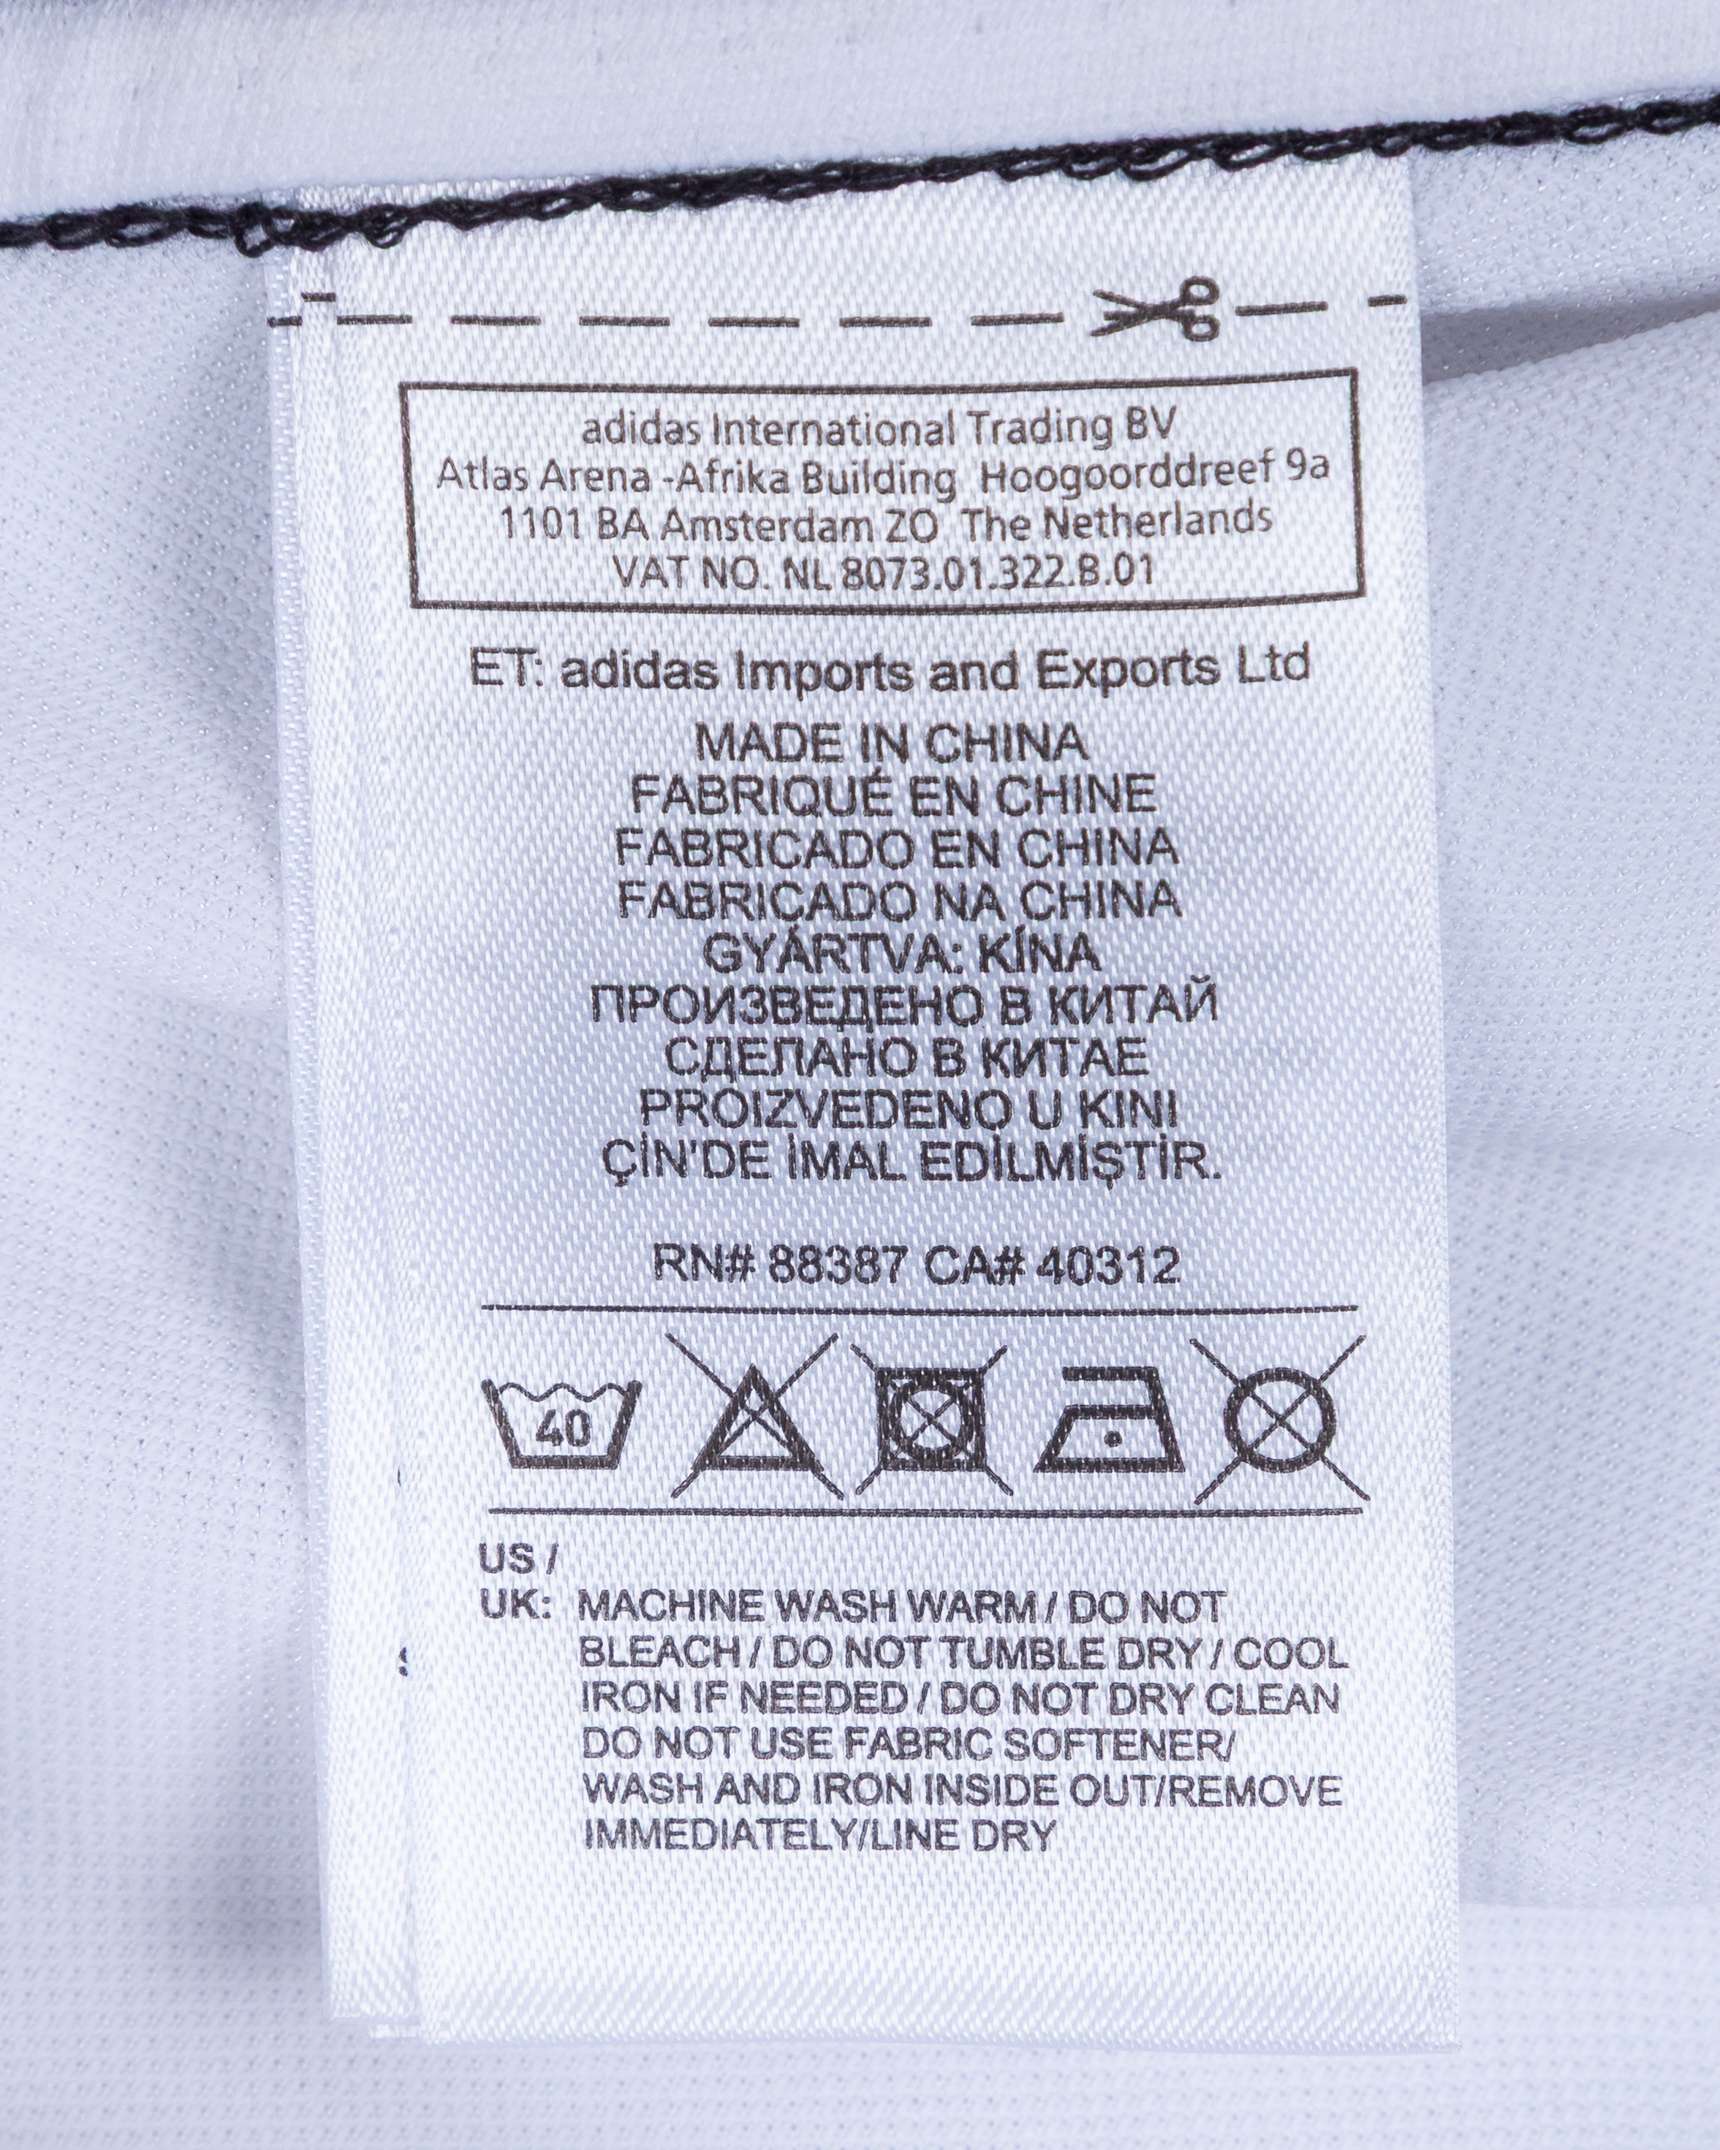 adidas International Trading BV
Atlas Arena -Afrika Building Hoogoorddreef 9a
1101 BA Amsterdam ZO The Netherlands
VAT NO. NL 8073.01.322.B.01
ET: adidas Imports and Exports Ltd
MADE IN CHINA
FABRIQUÉ EN CHINE
FABRICADO EN CHINA
FABRICADO NA CHINA
GYÁRTVA: KÍNA
ПРОИЗВЕДЕНО В КИТАЙ
СДЕЛАНО В КИТАЕ
PROIZVEDENO U KINI
ÇİN'DE İMAL EDİLMİŞTİR.
RN# 88387 CA# 40312
40
US /
UK: MACHINE WASH WARM / DO NOT
BLEACH / DO NOT TUMBLE DRY / COOL
IRON IF NEEDED / DO NOT DRY CLEAN
DO NOT USE FABRIC SOFTENER/
WASH AND IRON INSIDE OUT/REMOVE
IMMEDIATELY/LINE DRY